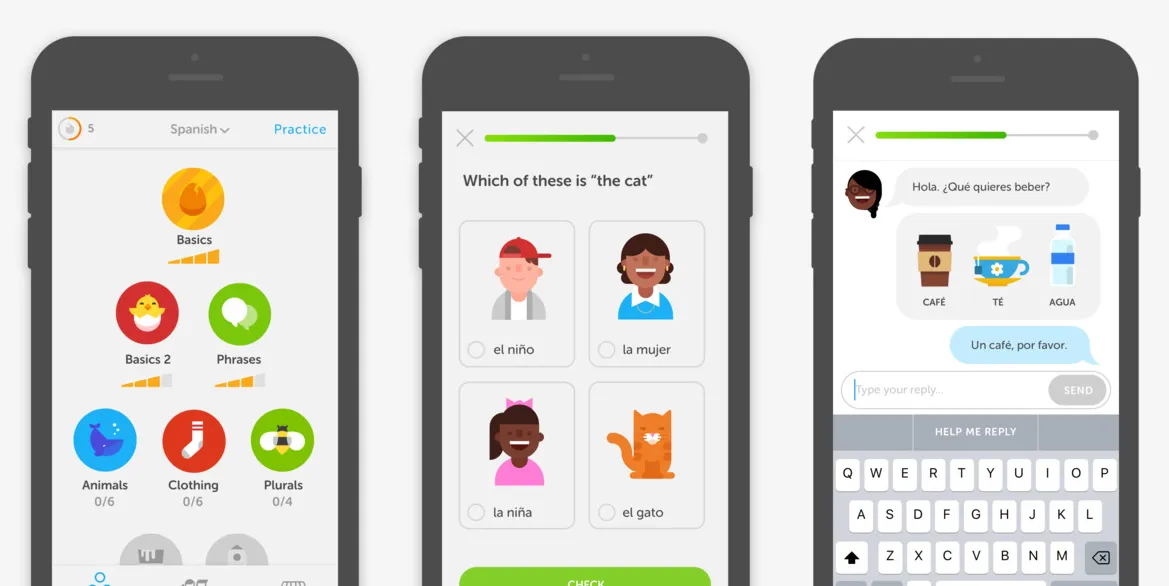 5
Spanish
Practice
Basics
Basics 2
Phrases
Animals
Clothing
Plurals
0/6
0/6
0/4
Which of these is “the cat”
el niño
la mujer
la niña
el gato
CHECK
Hola. ¿Qué quieres beber?
CAFÉ
TÉ
AGUA
Un café, por favor.
Type your reply...
SEND
HELP ME REPLY
Q W E R T Y U I O P
A S D F G H J K L
Z X C V B N M